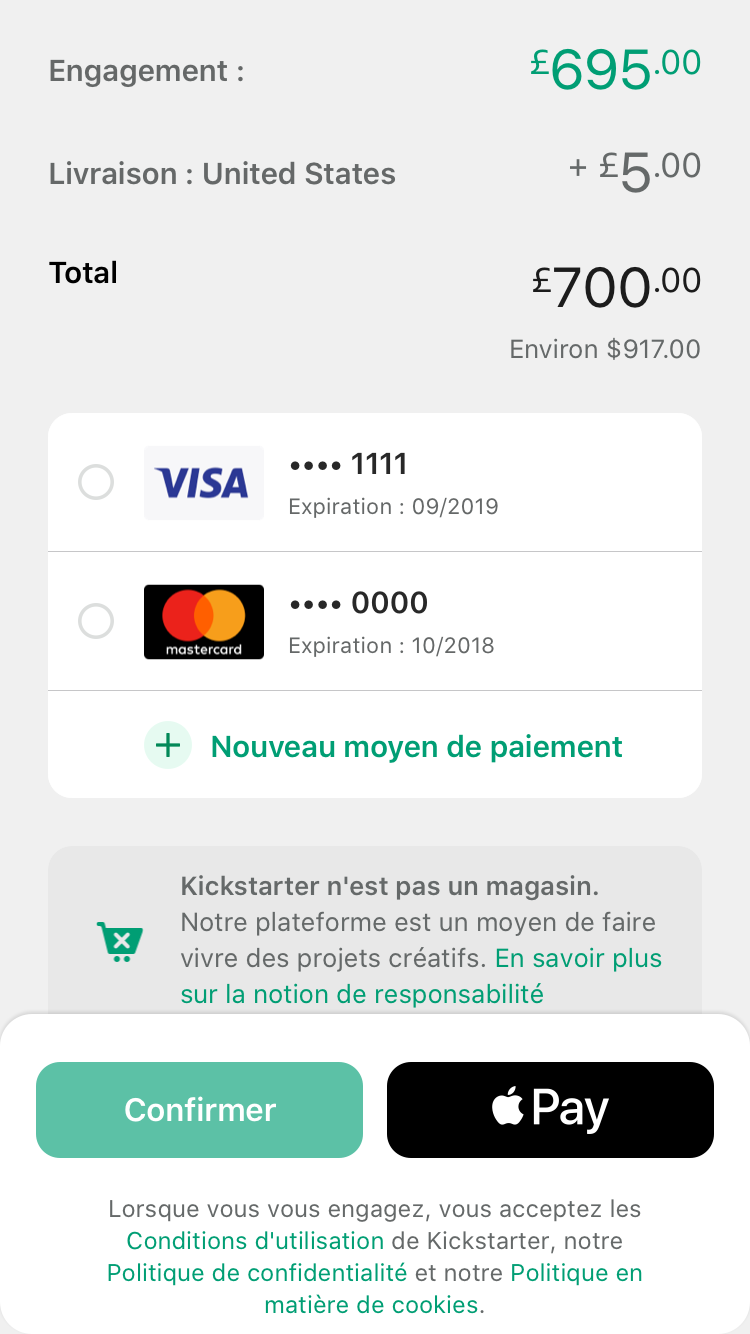 Engagement : £695.00
Livraison : United States + £5.00
Total £700.00
Environ $917.00
VISA •••• 1111
Expiration : 09/2019
mastercard •••• 0000
Expiration : 10/2018
+ Nouveau moyen de paiement
Kickstarter n'est pas un magasin.
Notre plateforme est un moyen de faire
vivre des projets créatifs. En savoir plus
sur la notion de responsabilité
Confirmer Pay
Lorsque vous vous engagez, vous acceptez les
Conditions d'utilisation de Kickstarter, notre
Politique de confidentialité et notre Politique en
matière de cookies.